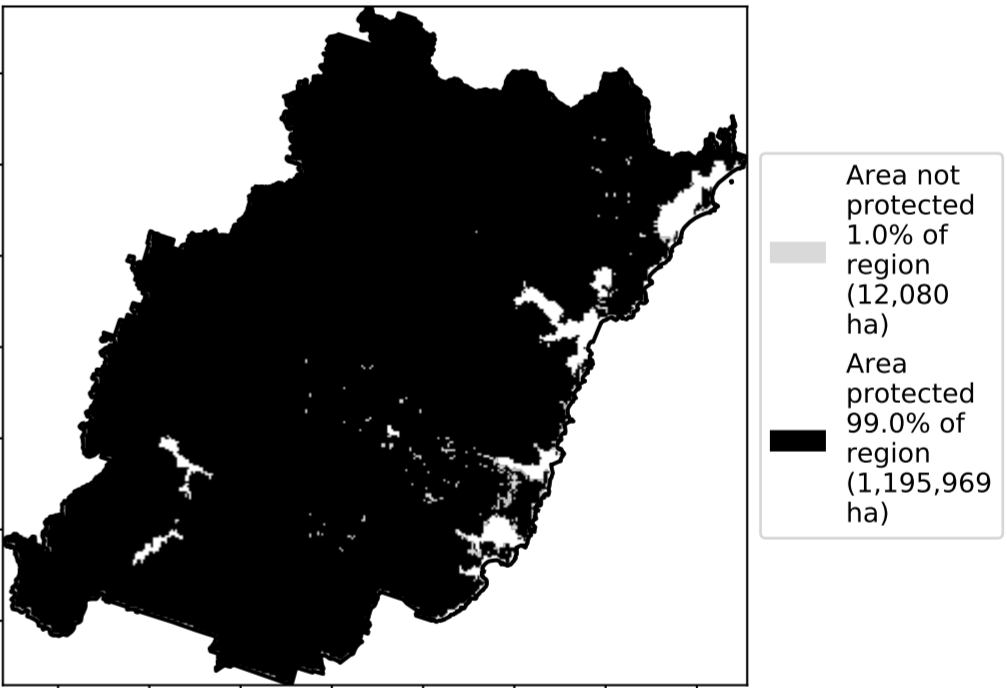 Area not
protected
1.0% of
region
(12,080
ha)
Area
protected
99.0% of
region
(1,195,969
ha)